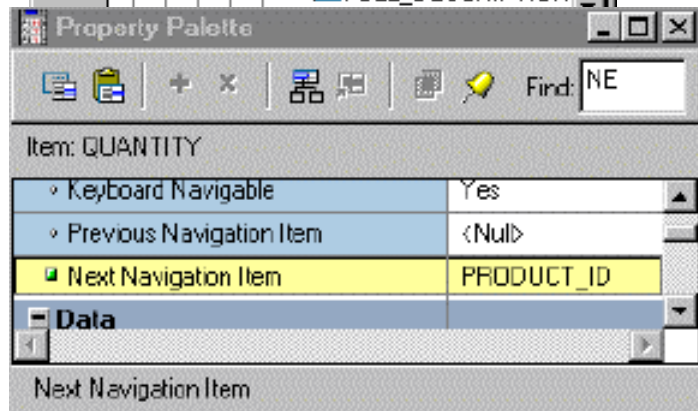 Property Palette
Find: NE
Item: QUANTITY
Keyboard Navigable Yes
Previous Navigation Item <Null>
Next Navigation Item PRODUCT_ID
Data
Next Navigation Item